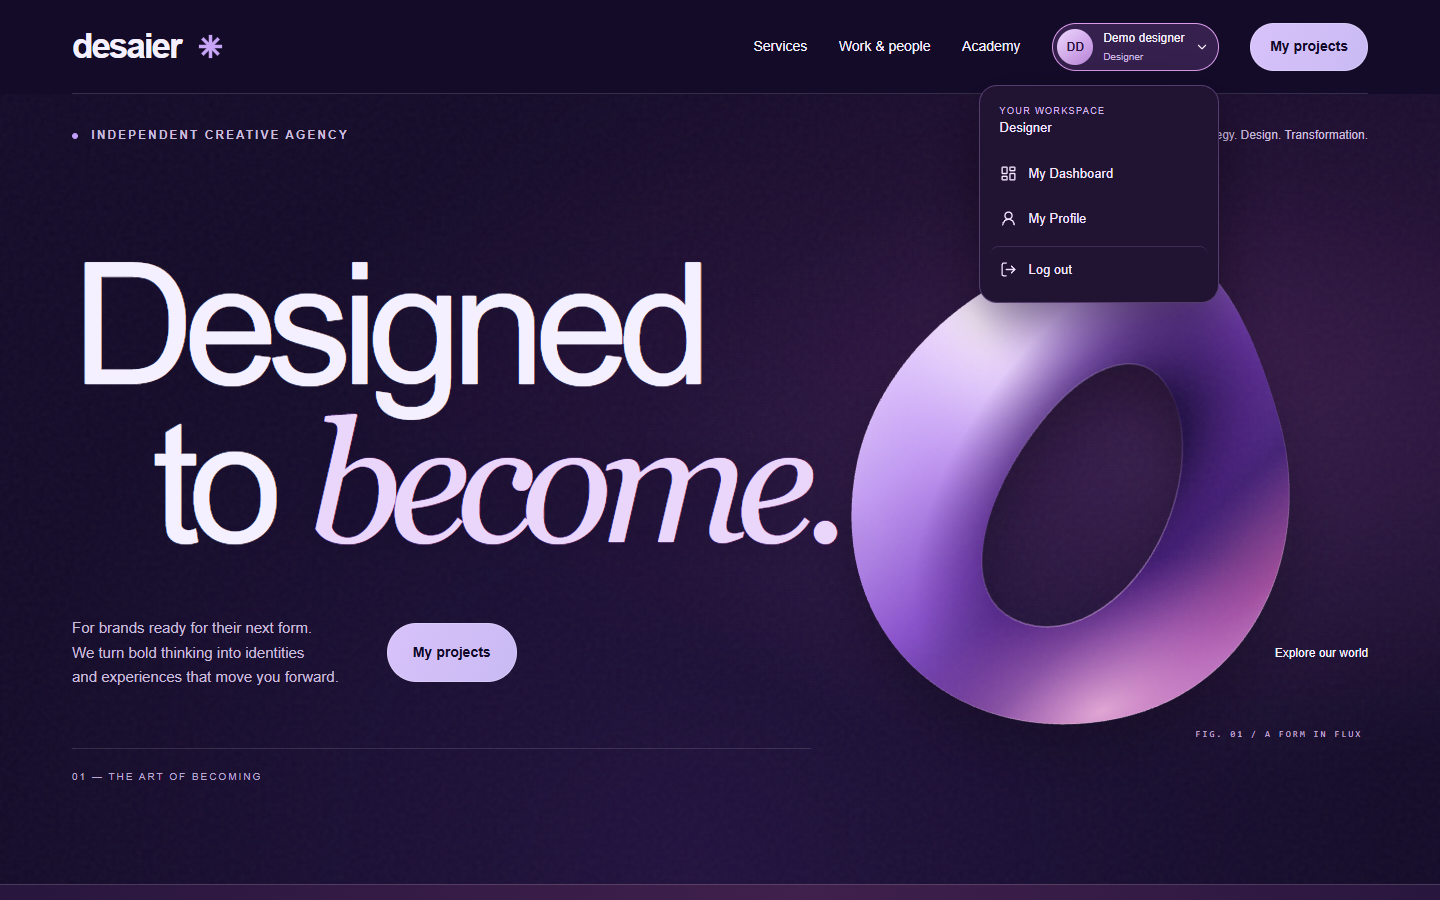 desaier
Services
Work & people
Academy
DD
Demo designer
Designer
My projects
INDEPENDENT CREATIVE AGENCY
Design. Transformation.
YOUR WORKSPACE
Designer
My Dashboard
My Profile
Log out
Designed
to become.
For brands ready for their next form.
We turn bold thinking into identities
and experiences that move you forward.
My projects
Explore our world
FIG. 01 / A FORM IN FLUX
01 — THE ART OF BECOMING